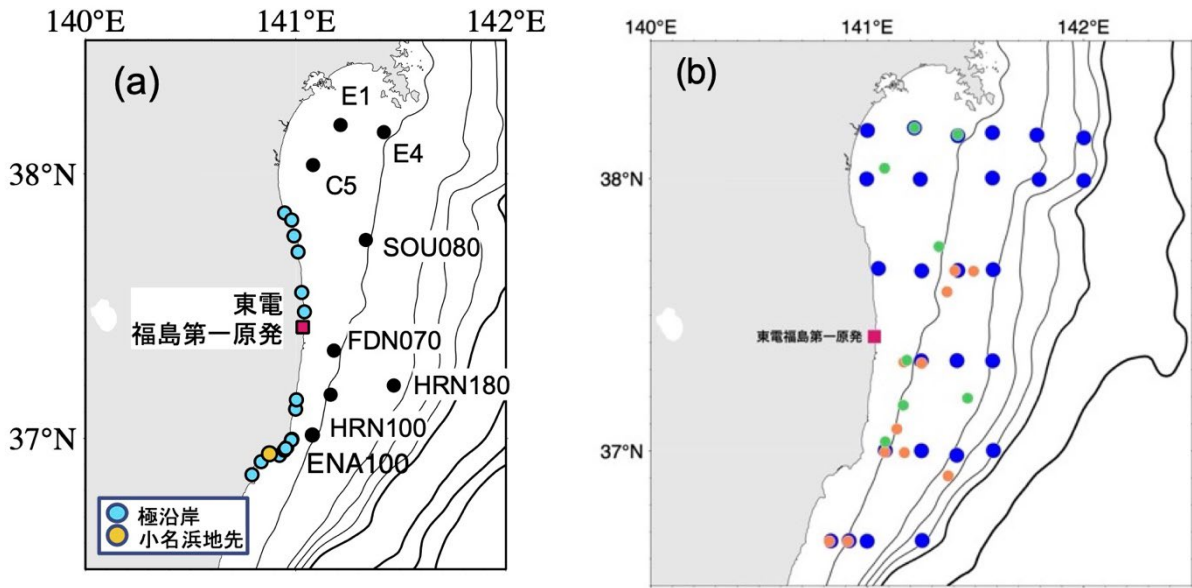 140°E
141°E
142°E
(a)
E1
E4
38°N
C5
SOU080
東電
福島第一原発
FDN070
HRN180
HRN100
37°N
ENA100
極沿岸
小名浜地先
140°E
141°E
142°E
(b)
38°N
東電福島第一原発
37°N